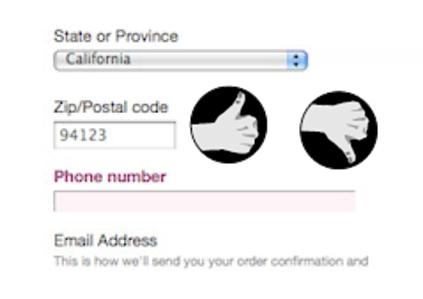 State or Province
California
Zip/Postal code
94123
Phone number
Email Address
This is how we'll send you your order confirmation and